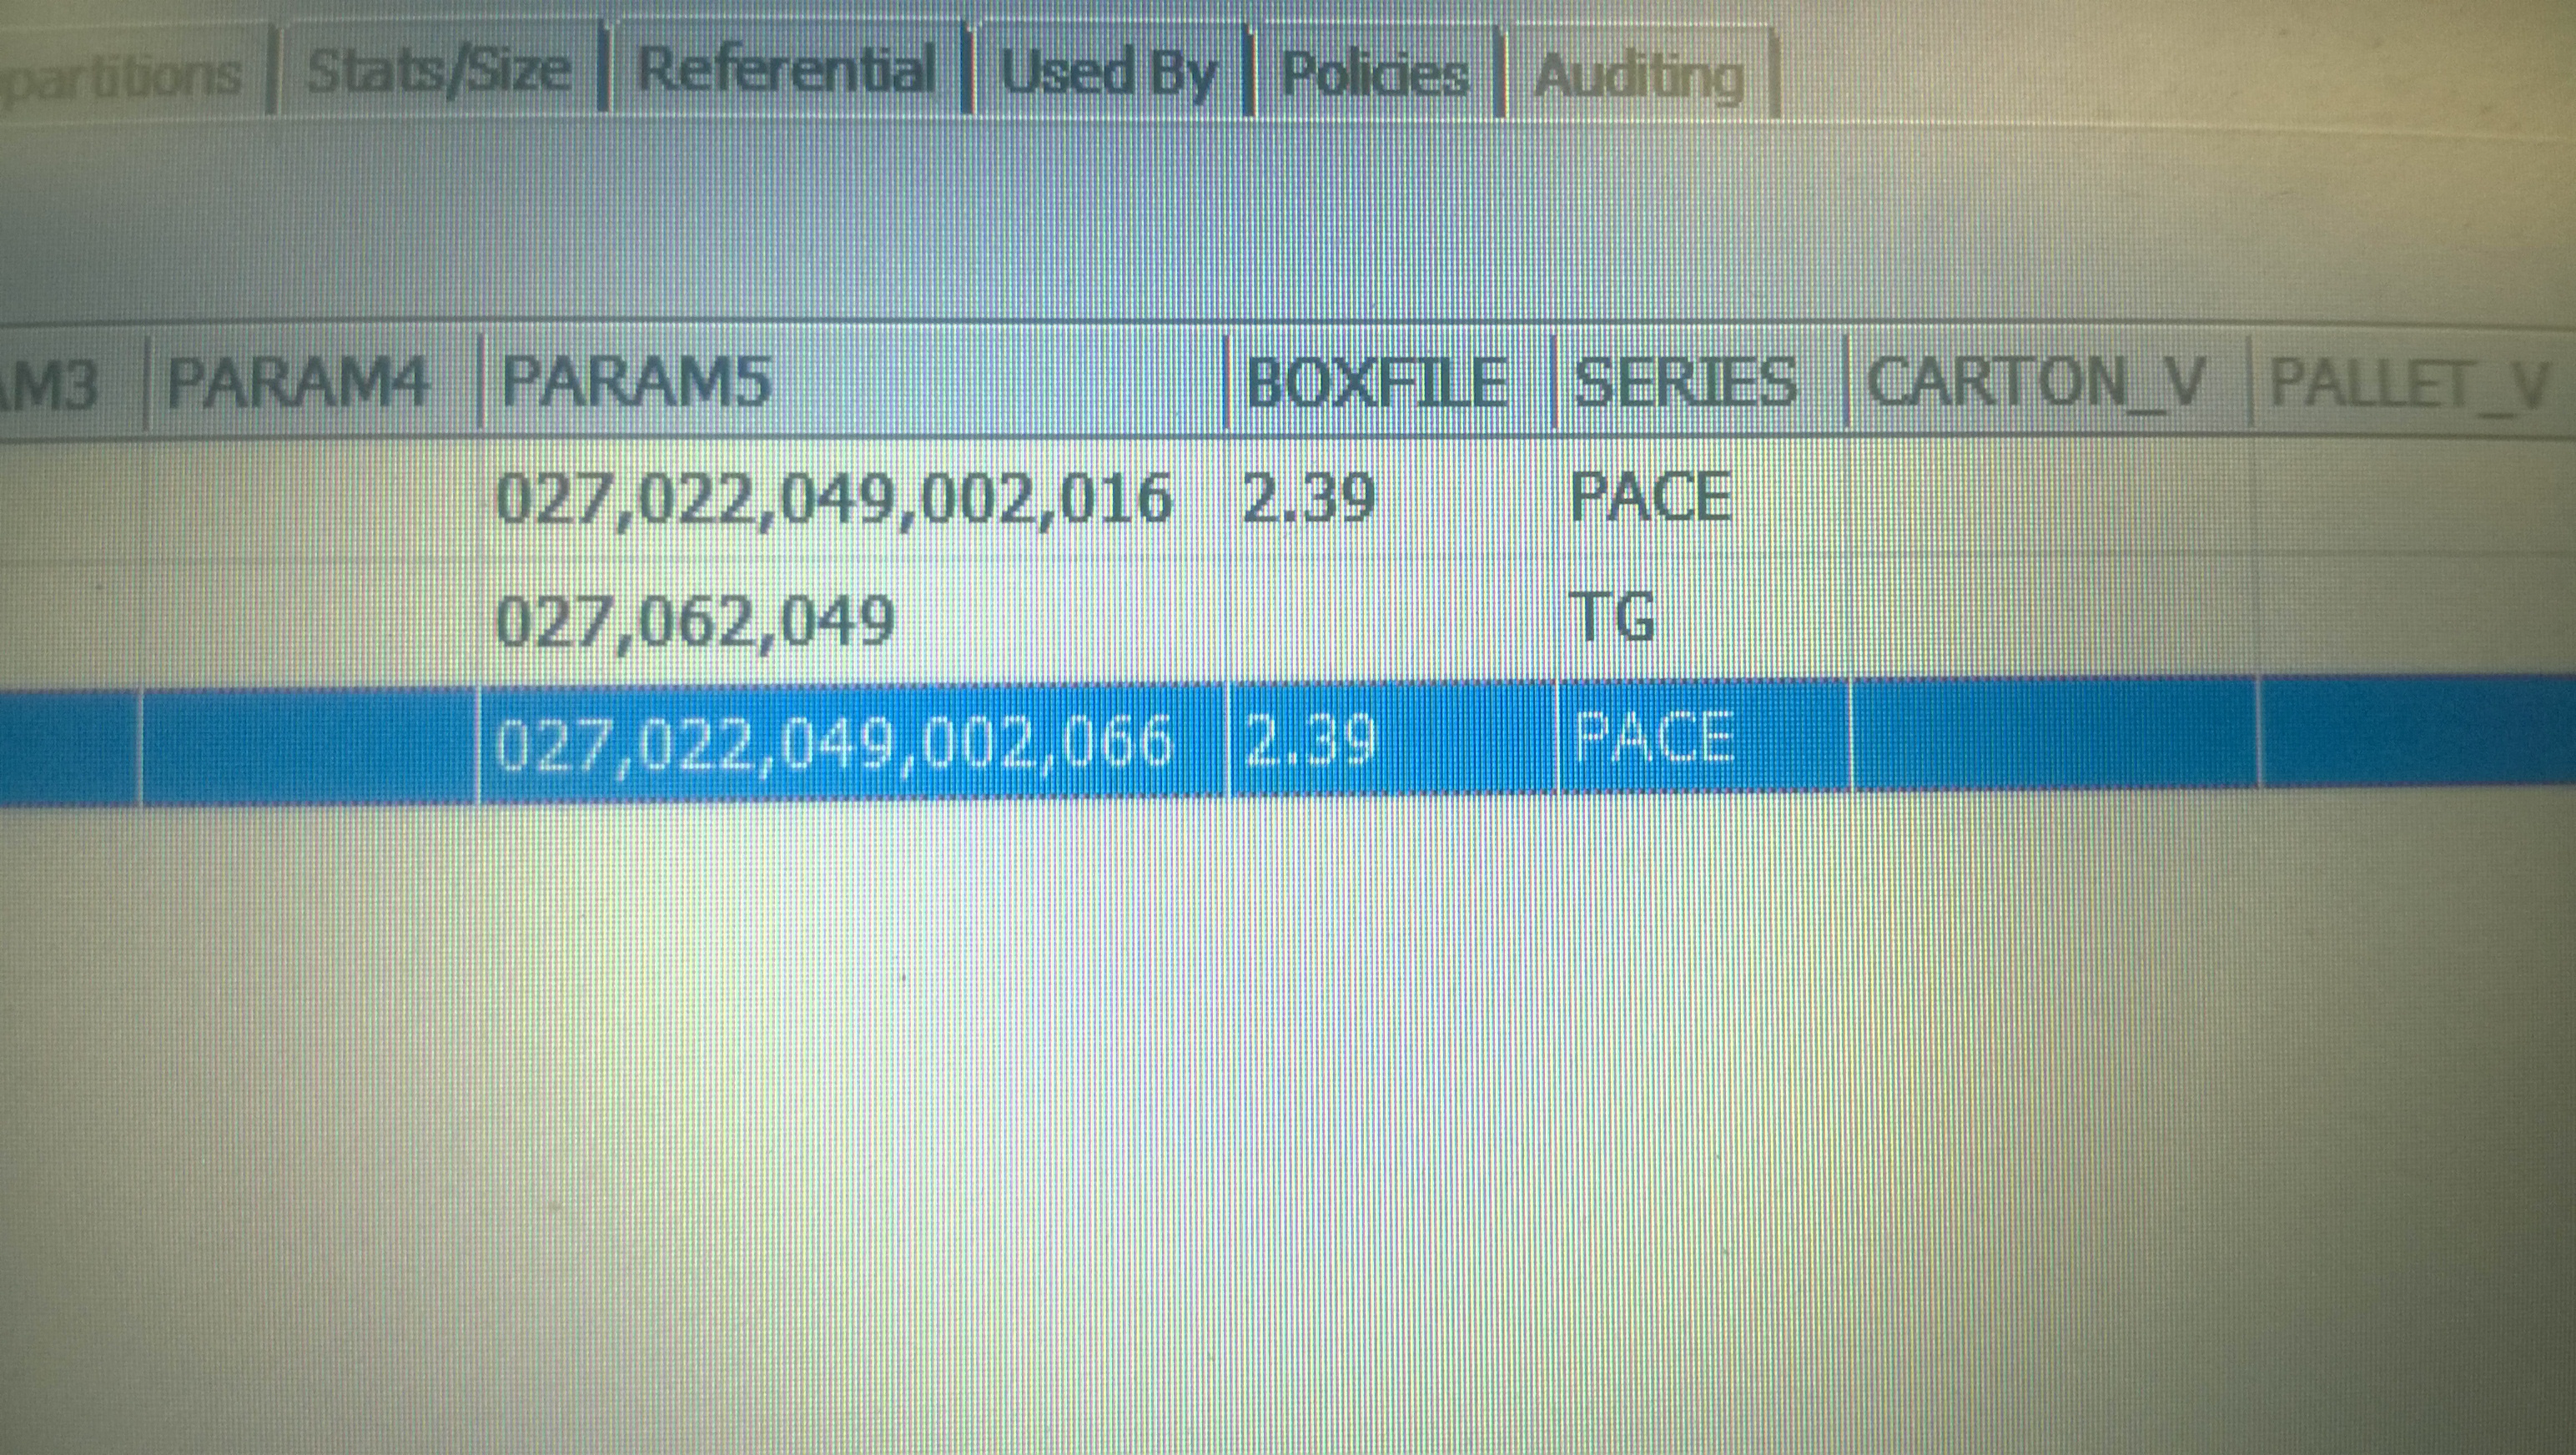 partitions Stats/Size Referential Used By Policies Auditing
AM3 PARAM4 PARAM5 BOXFILE SERIES CARTON_V PALLET_V
027,022,049,002,016 2.39 PACE
027,062,049 TG
027,022,049,002,066 2.39 PACE